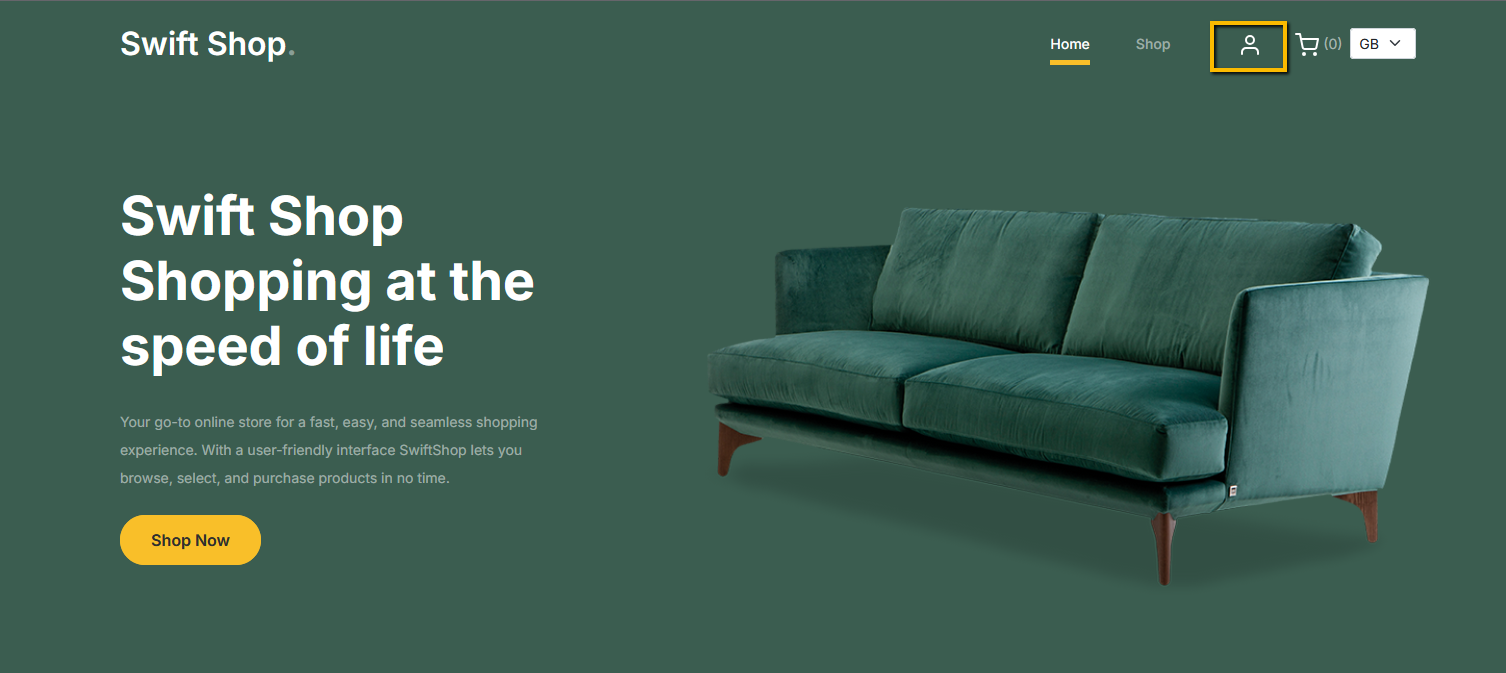 Swift Shop.
Home
Shop
(0)
GB
Swift Shop
Shopping at the
speed of life
Your go-to online store for a fast, easy, and seamless shopping
experience. With a user-friendly interface SwiftShop lets you
browse, select, and purchase products in no time.
Shop Now